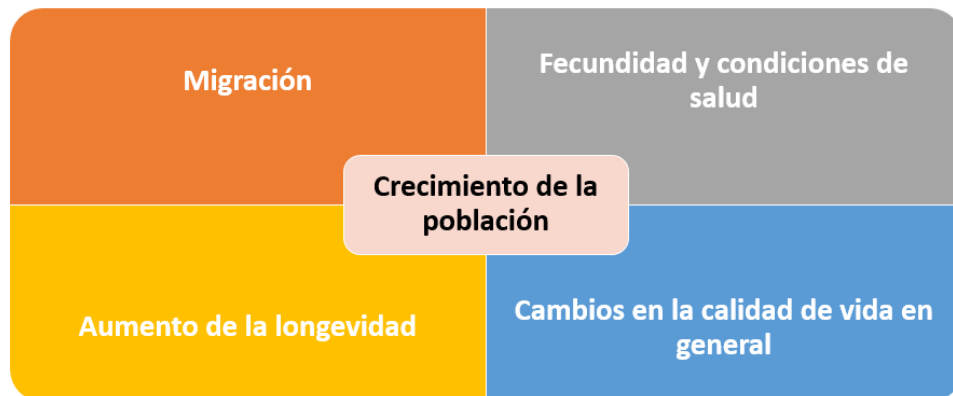 Migración
Fecundidad y condiciones de
salud
Crecimiento de la
población
Aumento de la longevidad
Cambios en la calidad de vida en
general